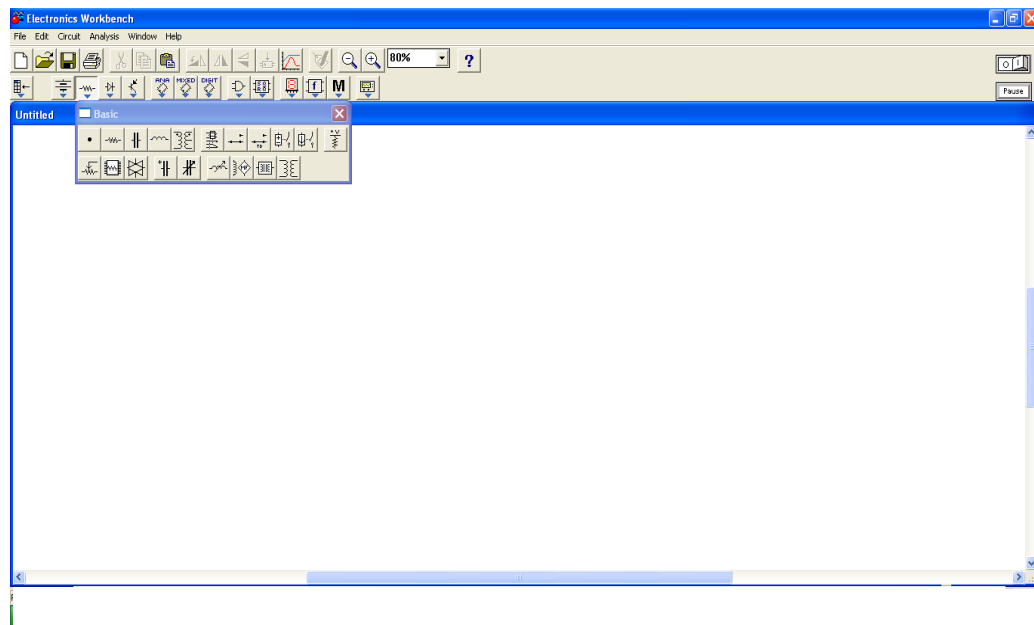 Electronics Workbench
File Edit Circuit Analysis Window Help
80% ?
ANA MIXED DIGIT
f M
Pause
Untitled
Basic